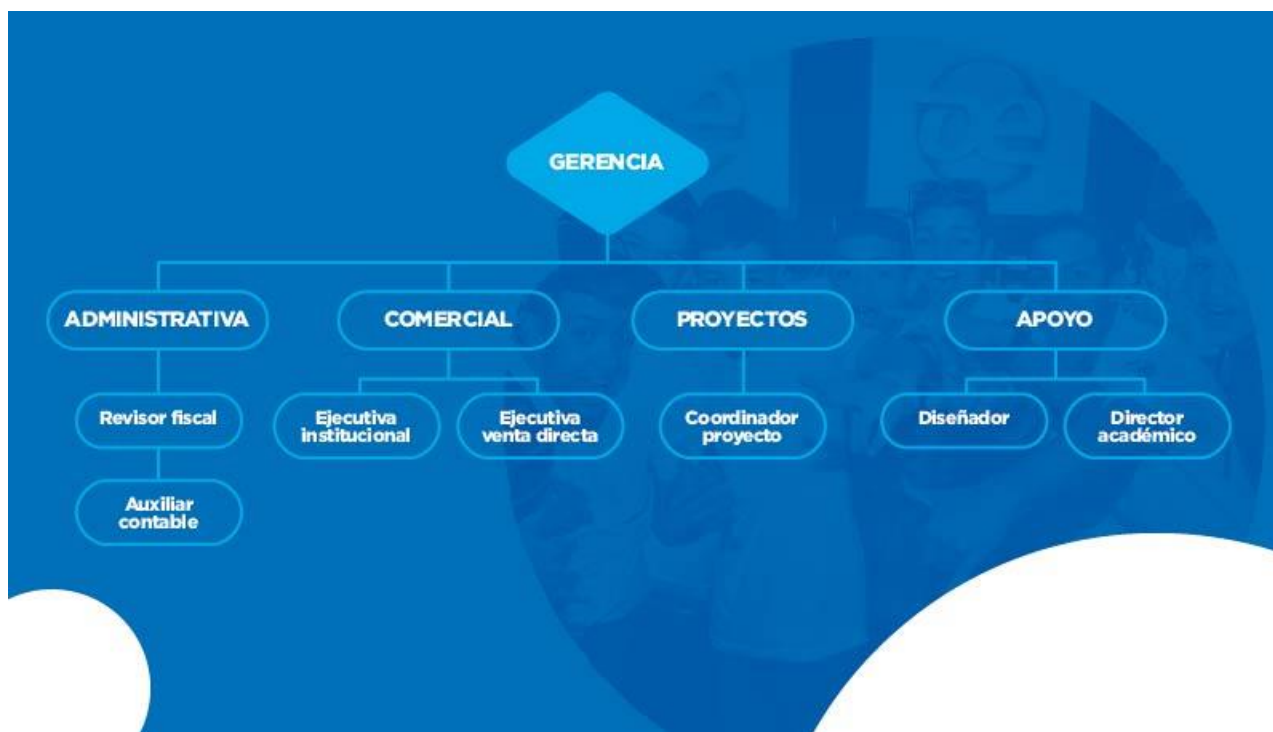 GERENCIA
ADMINISTRATIVA
COMERCIAL
PROYECTOS
APOYO
Revisor fiscal
Ejecutiva
institucional
Ejecutiva
venta directa
Coordinador
proyecto
Diseñador
Director
académico
Auxiliar
contable